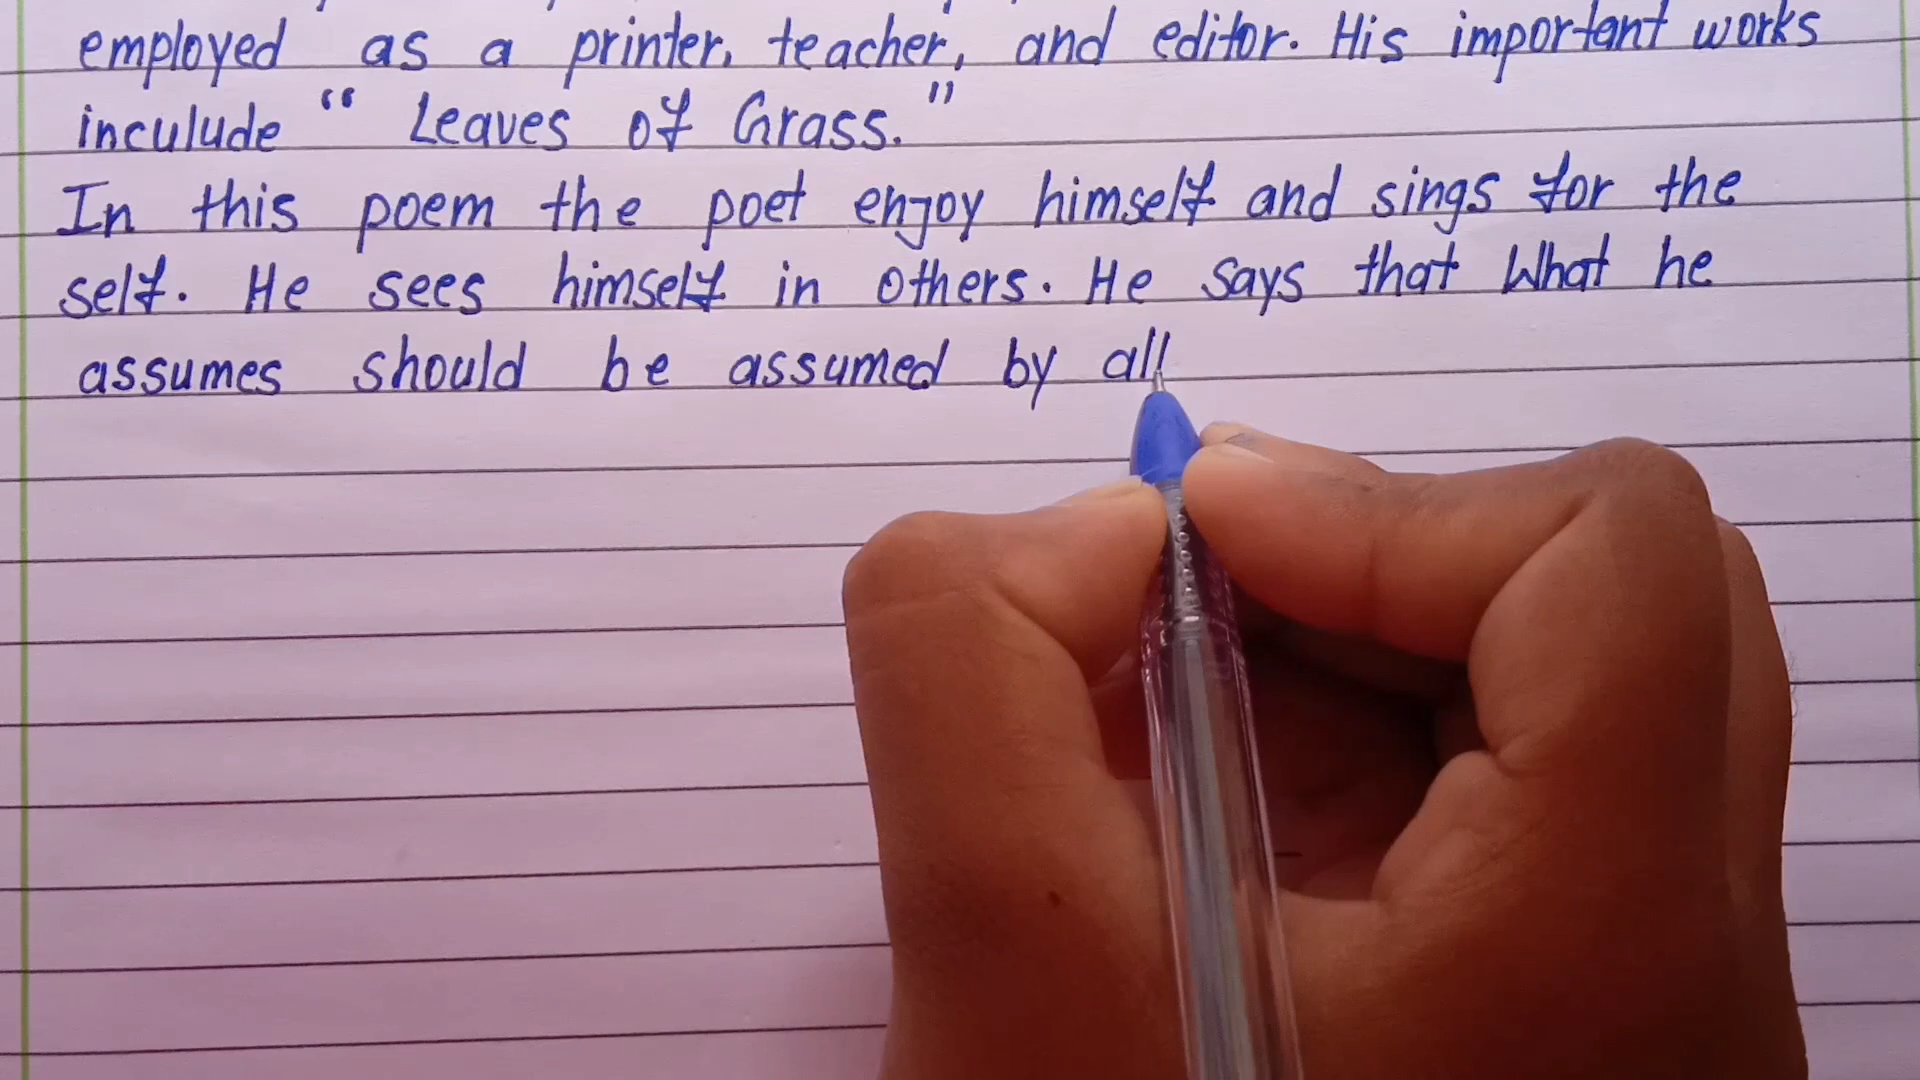 employed as a printer, teacher, and editor. His important works
inculude “ Leaves of Grass.”
In this poem the poet enjoy himself and sings for the
self. He sees himself in others. He says that What he
assumes should be assumed by all